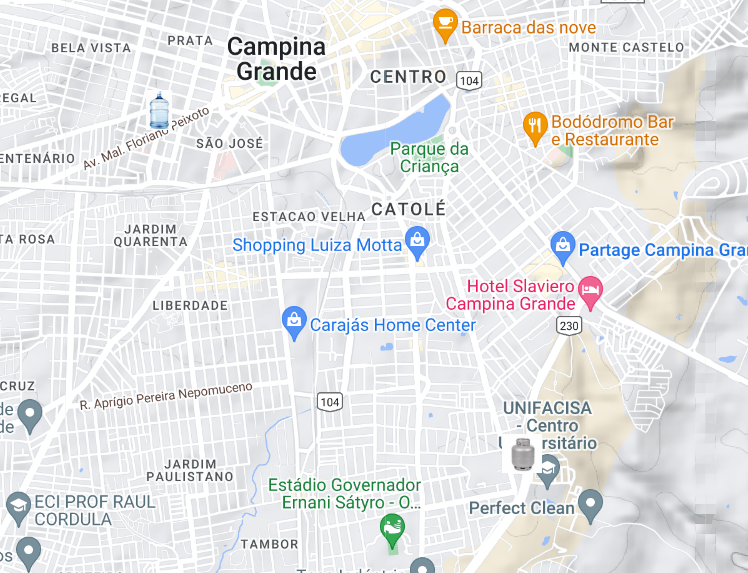 Barraca das nove
PRATA
BELA VISTA
Campina
Grande
MONTE CASTELO
CENTRO
104
EGAL
Av. Mal. Floriano Peixoto
Bodódromo Bar
e Restaurante
SÃO JOSÉ
Parque da
Criança
ENTENÁRIO
CATOLÉ
ESTACAO VELHA
JARDIM
QUARENTA
TA ROSA
Shopping Luiza Motta
Partage Campina Gra
Hotel Slaviero
Campina Grande
LIBERDADE
Carajás Home Center
230
CRUZ
R. Aprígio Pereira Nepomuceno
104
de
de
UNIFACISA
- Centro
U rsitário
JARDIM
PAULISTANO
Estádio Governador
Ernani Sátyro - O...
ECI PROF RAUL
CORDULA
Perfect Clean
TAMBOR
os